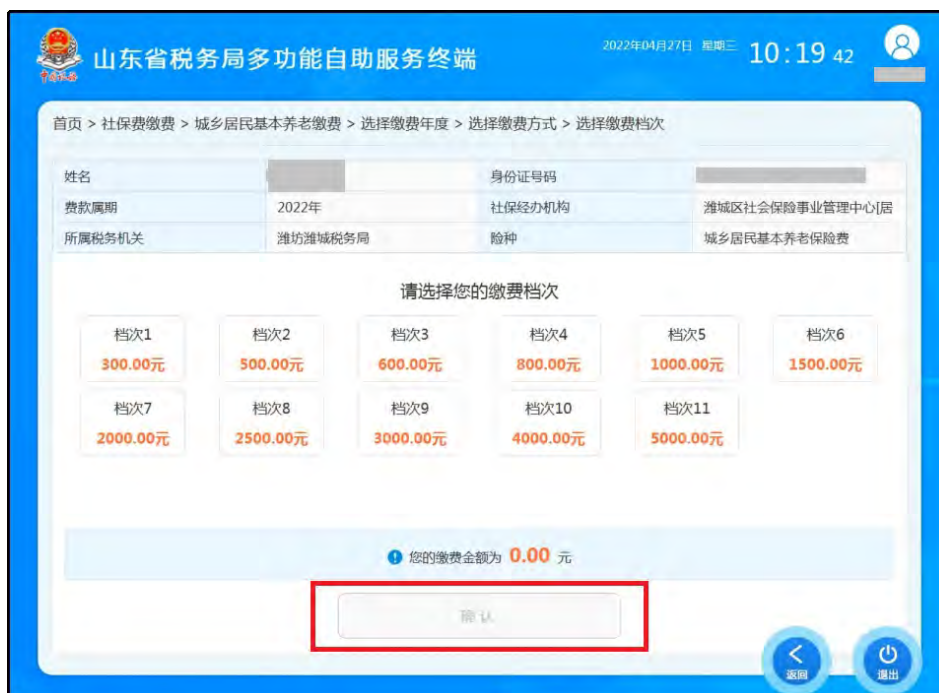 中国税务
山东省税务局多功能自助服务终端
2022年04月27日 星期三 10:19 42
首页 > 社保费缴费 > 城乡居民基本养老缴费 > 选择缴费年度 > 选择缴费方式 > 选择缴费档次
姓名 身份证号码
费款属期 2022年 社保经办机构 潍城区社会保险事业管理中心[居
所属税务机关 潍坊潍城税务局 险种 城乡居民基本养老保险费
请选择您的缴费档次
档次1 档次2 档次3 档次4 档次5 档次6
300.00元 500.00元 600.00元 800.00元 1000.00元 1500.00元
档次7 档次8 档次9 档次10 档次11
2000.00元 2500.00元 3000.00元 4000.00元 5000.00元
您的缴费金额为 0.00 元
确认
返回 退出